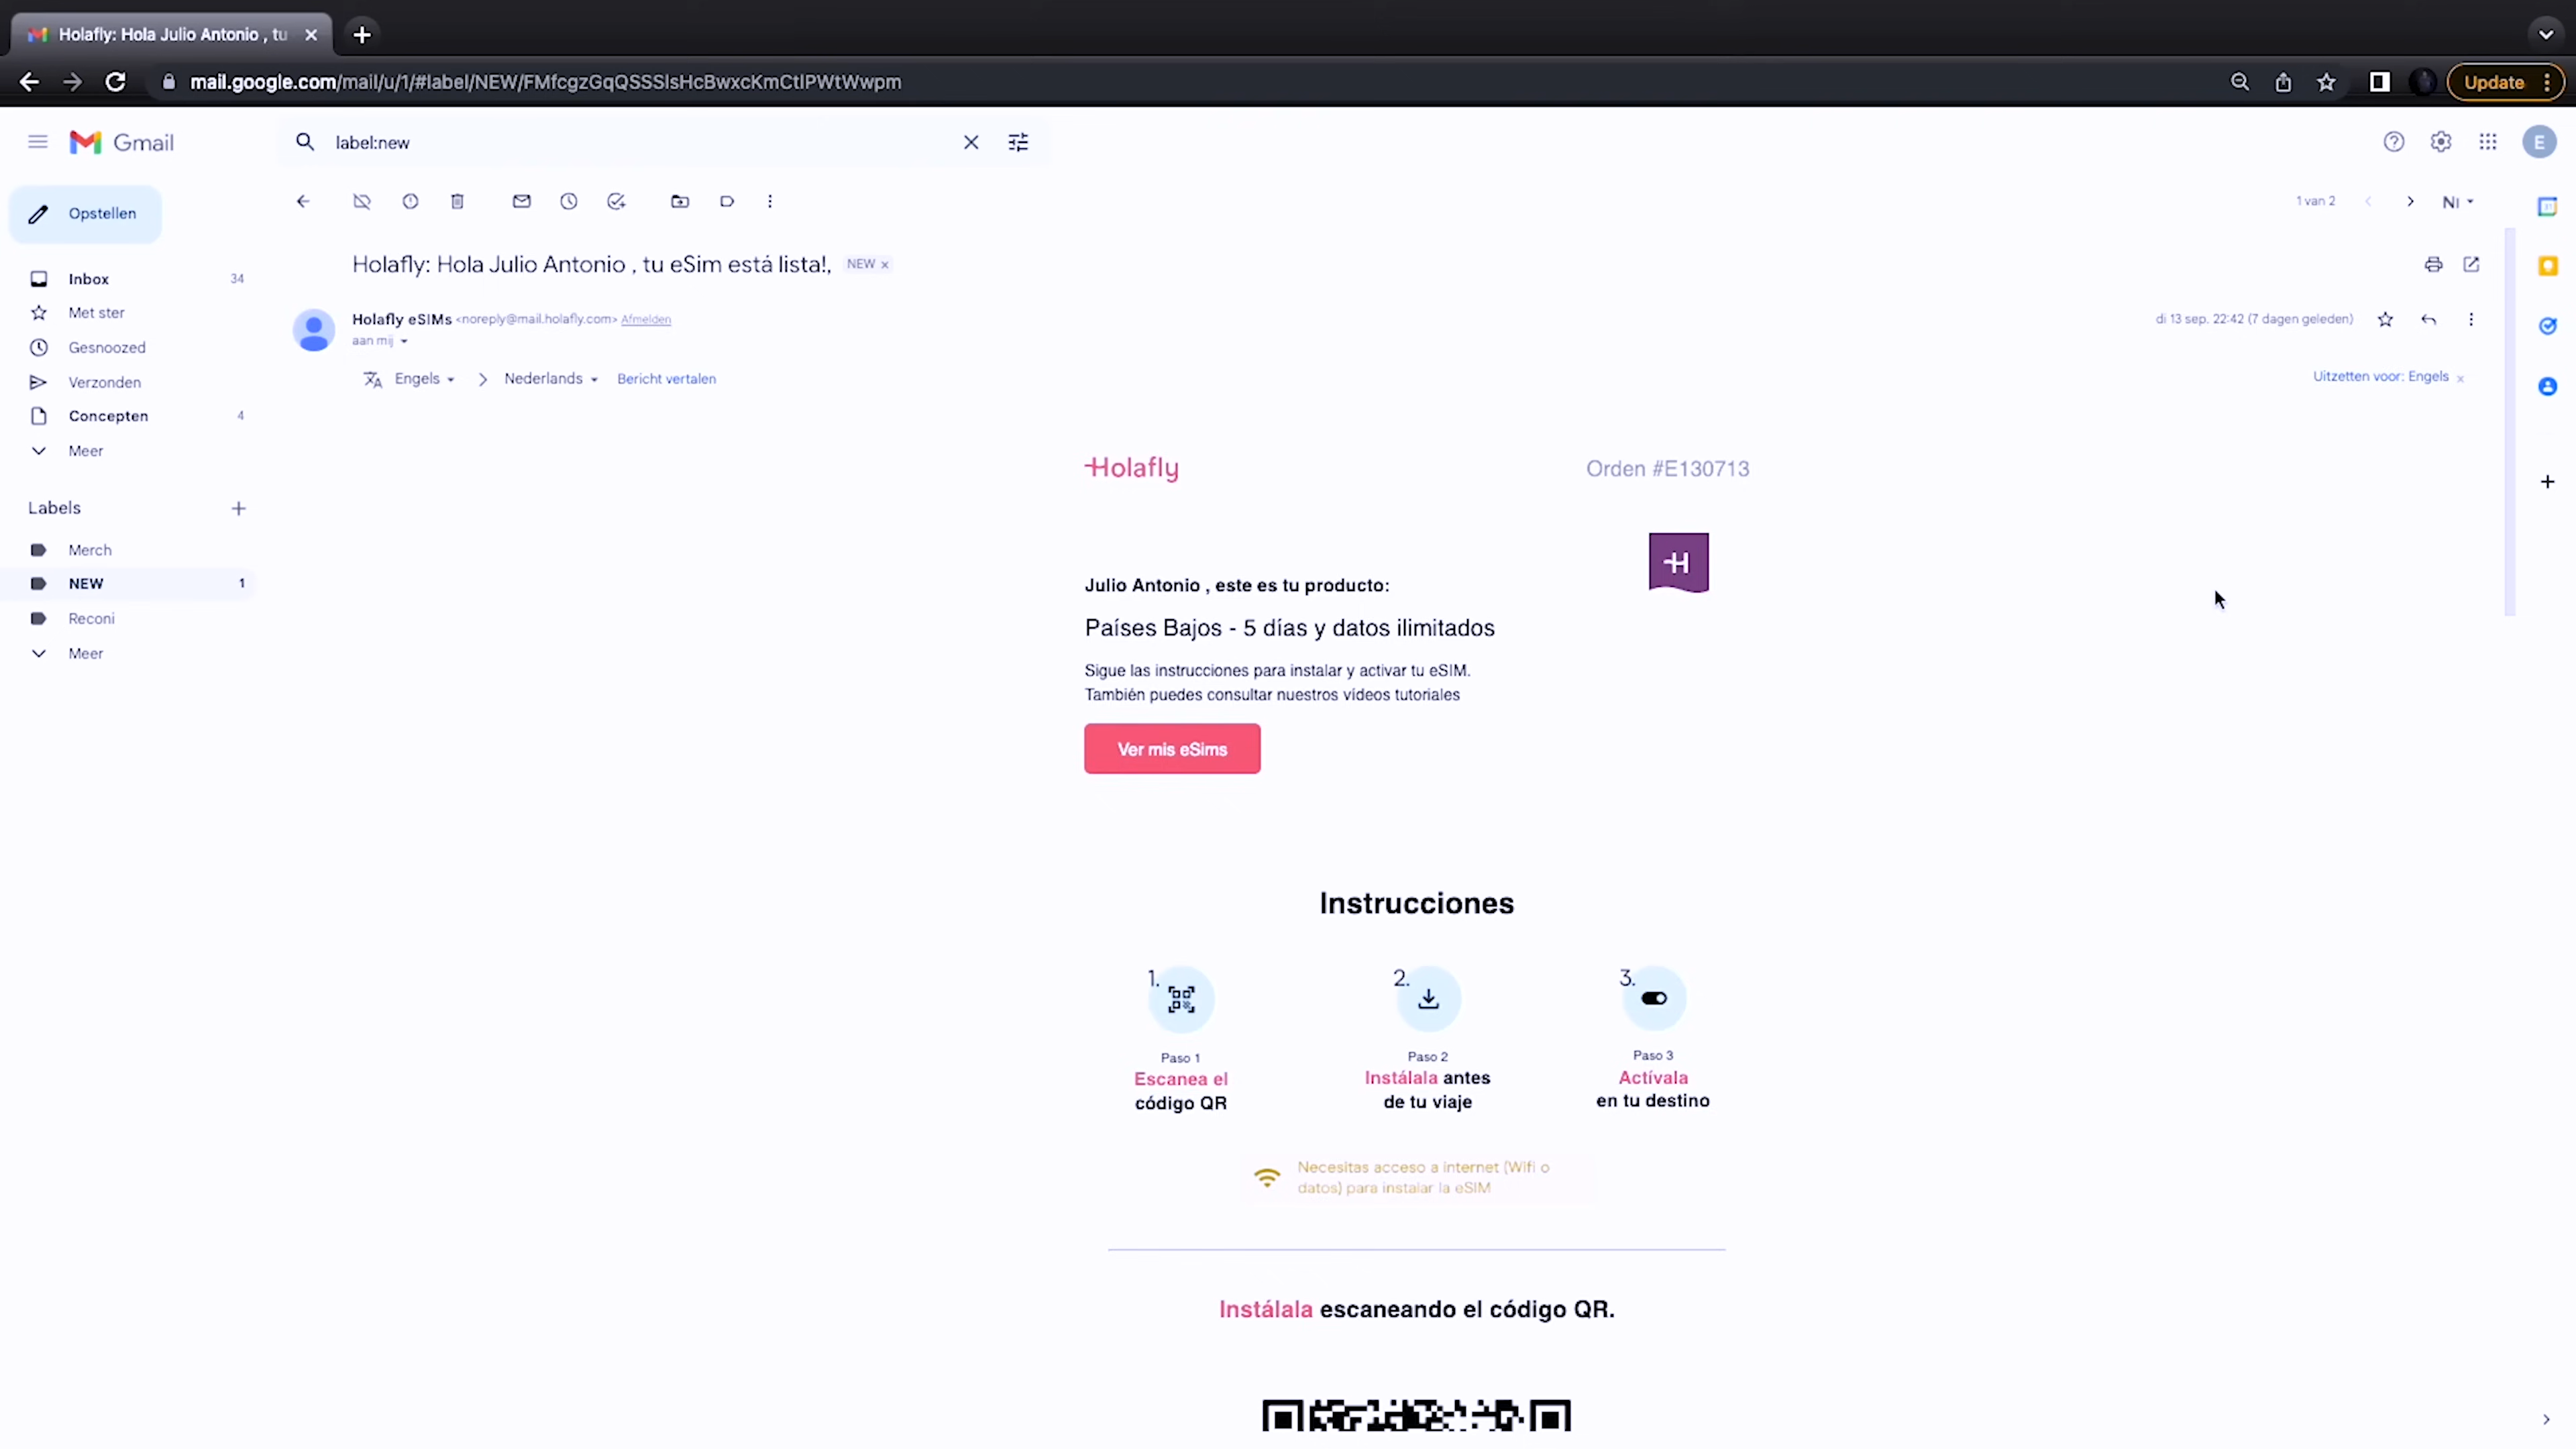 Holafly: Hola Julio Antonio , tu
mail.google.com/mail/u/1/#label/NEW/FMfcgzGqQSSSlsHcBwxcKmCtlPWtWwpm
Update
Gmail
label:new
E
Opstellen
1 van 2
Inbox 34
Met ster
Gesnoozed
Verzonden
Concepten 4
Meer
Labels
Merch
NEW 1
Reconi
Meer
Holafly: Hola Julio Antonio , tu eSim está lista!, NEW
Holafly eSIMs <noreply@mail.holafly.com> Afmelden
di 13 sep. 22:42 (7 dagen geleden)
aan mij
Engels > Nederlands Bericht vertalen
Uitzetten voor: Engels x
Holafly
Orden #E130713
H
Julio Antonio , este es tu producto:
Países Bajos - 5 días y datos ilimitados
Sigue las instrucciones para instalar y activar tu eSIM.
También puedes consultar nuestros vídeos tutoriales
Ver mis eSims
Instrucciones
1.
2.
3.
Paso 1
Escanea el
código QR
Paso 2
Instálala antes
de tu viaje
Paso 3
Actívala
en tu destino
Necesitas acceso a internet (Wifi o
datos) para instalar la eSIM
Instálala escaneando el código QR.